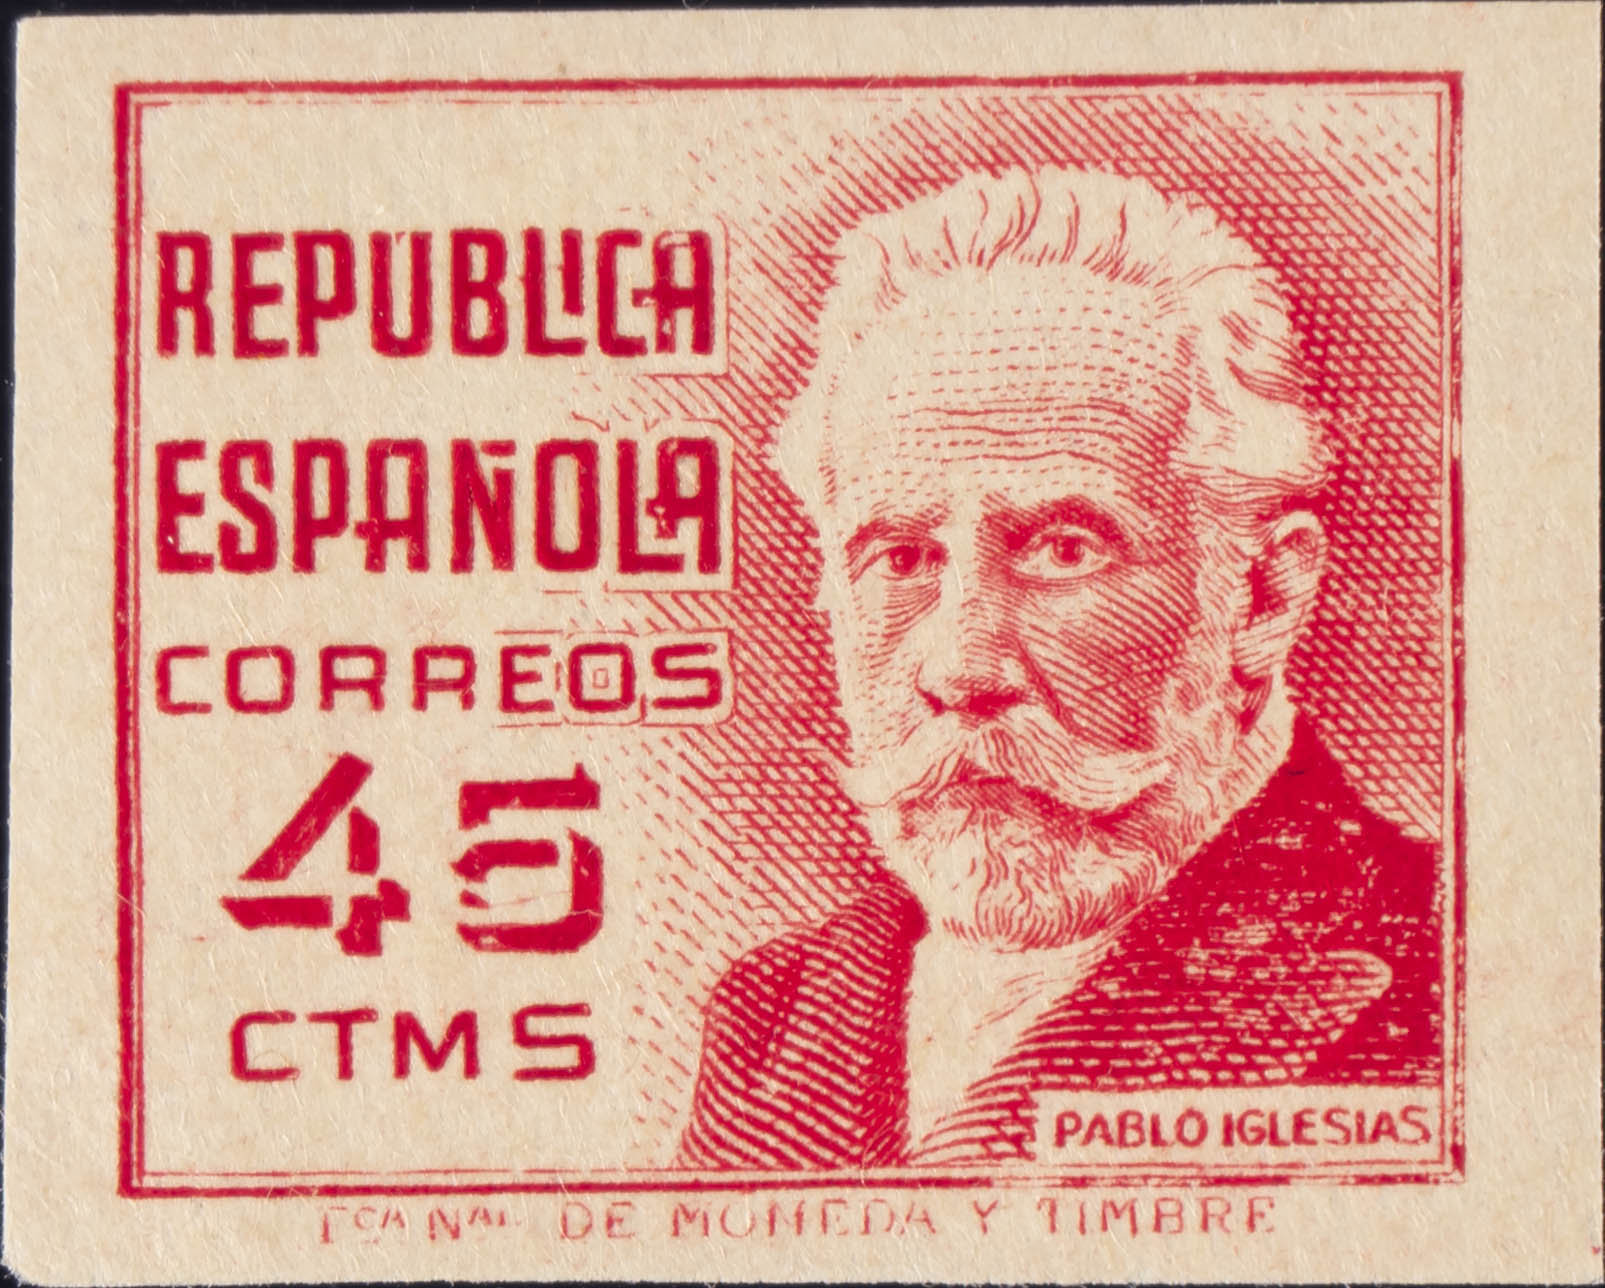 REPUBLICA
ESPAÑOLA
CORREOS
45
CTMS
PABLO IGLESIAS
Fca Nal DE MONEDA Y TIMBRE